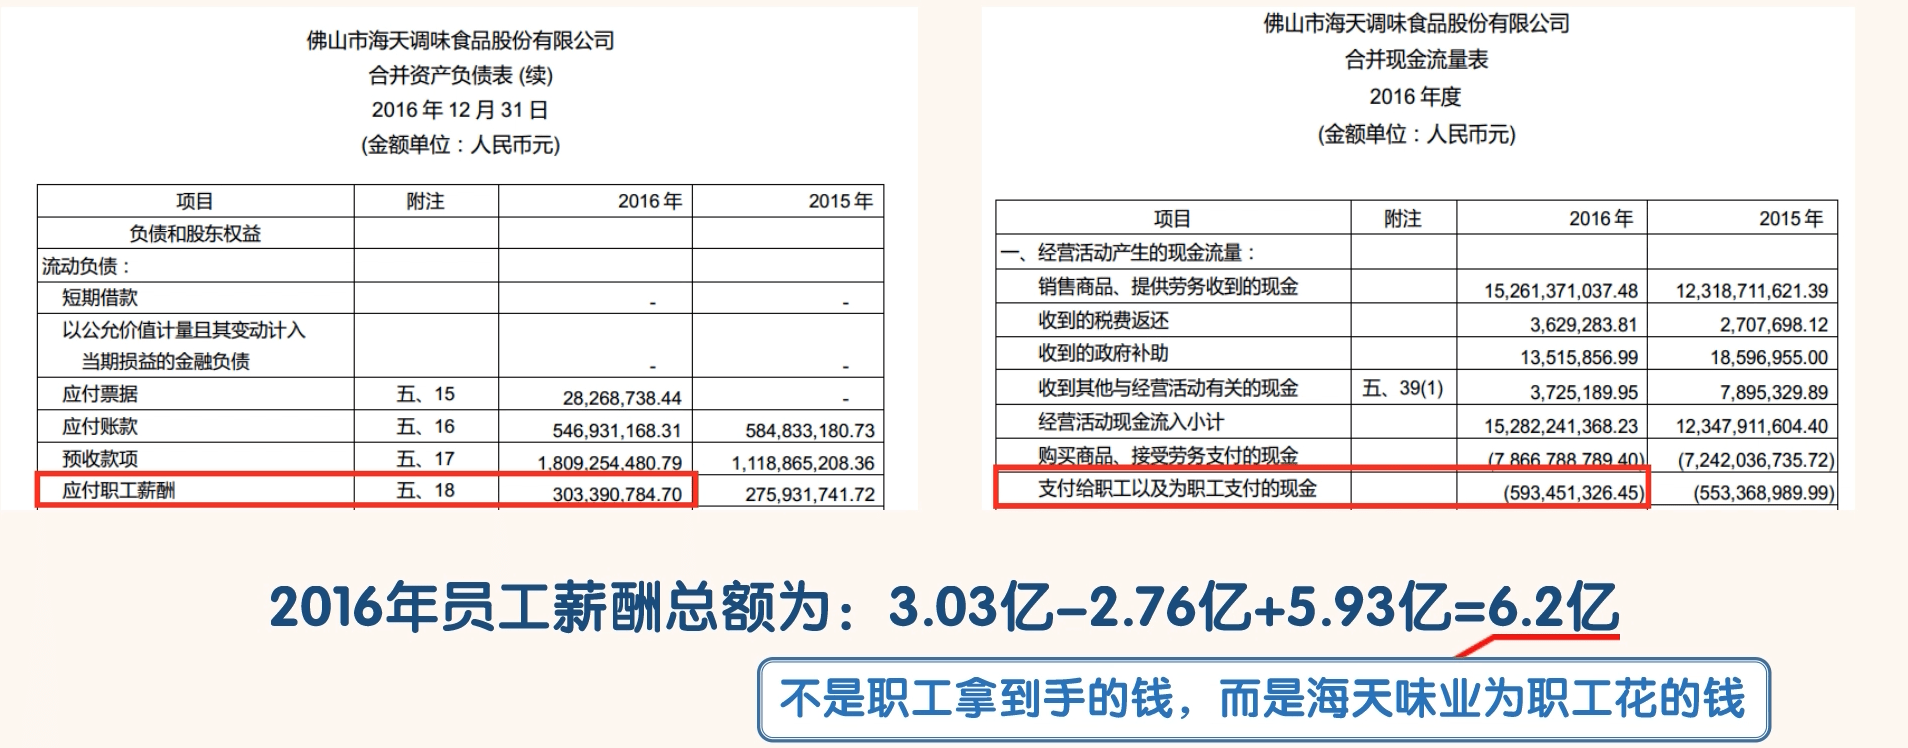 佛山市海天调味食品股份有限公司
合并资产负债表 (续)
2016 年 12 月 31 日
(金额单位：人民币元)
项目 附注 2016 年 2015 年
负债和股东权益
流动负债：
短期借款 - -
以公允价值计量且其变动计入
当期损益的金融负债 - -
应付票据 五、15 28,268,738.44 -
应付账款 五、16 546,931,168.31 584,833,180.73
预收款项 五、17 1,809,254,480.79 1,118,865,208.36
应付职工薪酬 五、18 303,390,784.70 275,931,741.72
佛山市海天调味食品股份有限公司
合并现金流量表
2016 年度
(金额单位：人民币元)
项目 附注 2016 年 2015 年
一、经营活动产生的现金流量：
销售商品、提供劳务收到的现金 15,261,371,037.48 12,318,711,621.39
收到的税费返还 3,629,283.81 2,707,698.12
收到的政府补助 13,515,856.99 18,596,955.00
收到其他与经营活动有关的现金 五、39(1) 3,725,189.95 7,895,329.89
经营活动现金流入小计 15,282,241,368.23 12,347,911,604.40
购买商品、接受劳务支付的现金 (7,866,788,789.40) (7,242,036,735.72)
支付给职工以及为职工支付的现金 (593,451,326.45) (553,368,989.99)
2016年员工薪酬总额为：3.03亿-2.76亿+5.93亿=6.2亿
不是职工拿到手的钱，而是海天味业为职工花的钱